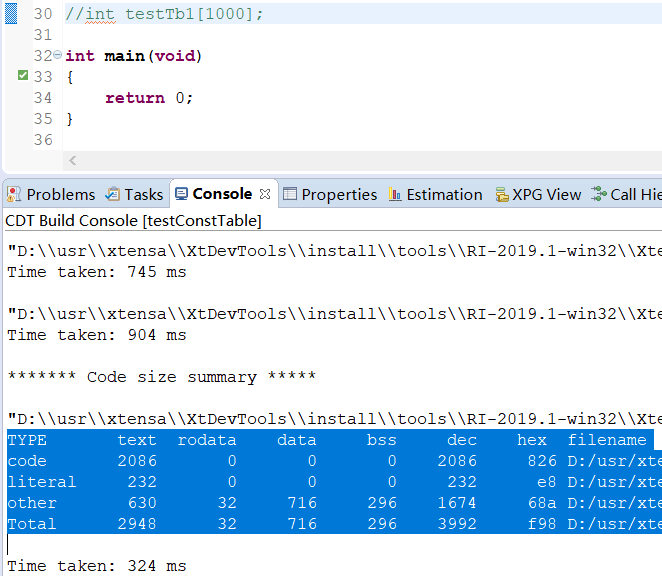 30 //int testTb1[1000];
31
32 int main(void)
33 {
34 return 0;
35 }
36
Problems Tasks Console Properties Estimation XPG View Call Hie
CDT Build Console [testConstTable]
"D:\\usr\\xtensa\\XtDevTools\\install\\tools\\RI-2019.1-win32\\Xte
Time taken: 745 ms
"D:\\usr\\xtensa\\XtDevTools\\install\\tools\\RI-2019.1-win32\\Xte
Time taken: 904 ms
******* Code size summary *****
"D:\\usr\\xtensa\\XtDevTools\\install\\tools\\RI-2019.1-win32\\Xte
TYPE text rodata data bss dec hex filename
code 2086 0 0 0 2086 826 D:/usr/xte
literal 232 0 0 0 232 e8 D:/usr/xte
other 630 32 716 296 1674 68a D:/usr/xte
Total 2948 32 716 296 3992 f98 D:/usr/xte
Time taken: 324 ms